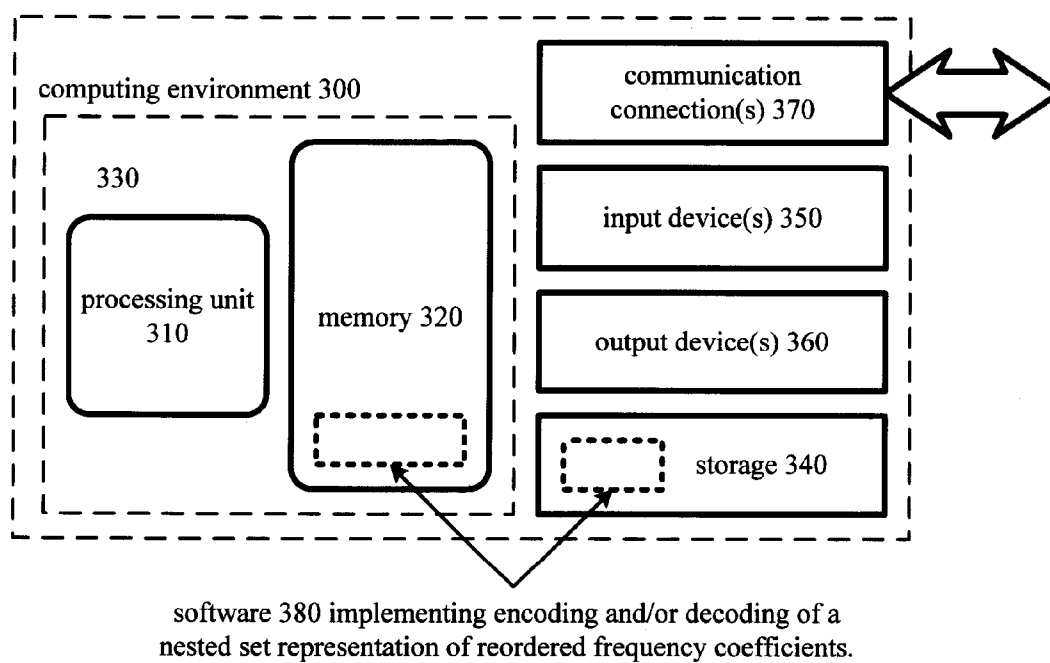 computing environment 300
communication
connection(s) 370
330
processing unit
310
memory 320
input device(s) 350
output device(s) 360
storage 340
software 380 implementing encoding and/or decoding of a
nested set representation of reordered frequency coefficients.